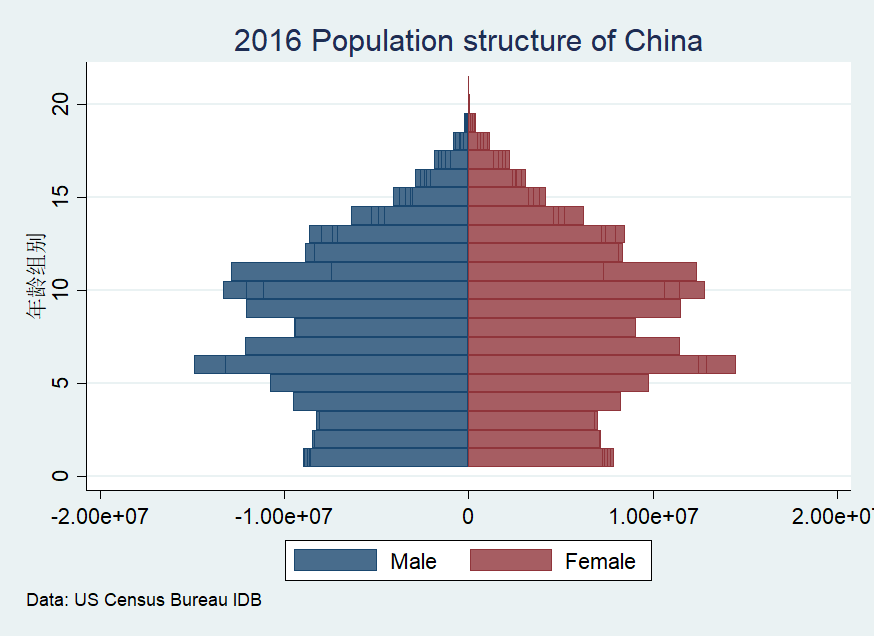 2016 Population structure of China
年龄组别
20
15
10
5
0
-2.00e+07 -1.00e+07 0 1.00e+07 2.00e+07
Male Female
Data: US Census Bureau IDB